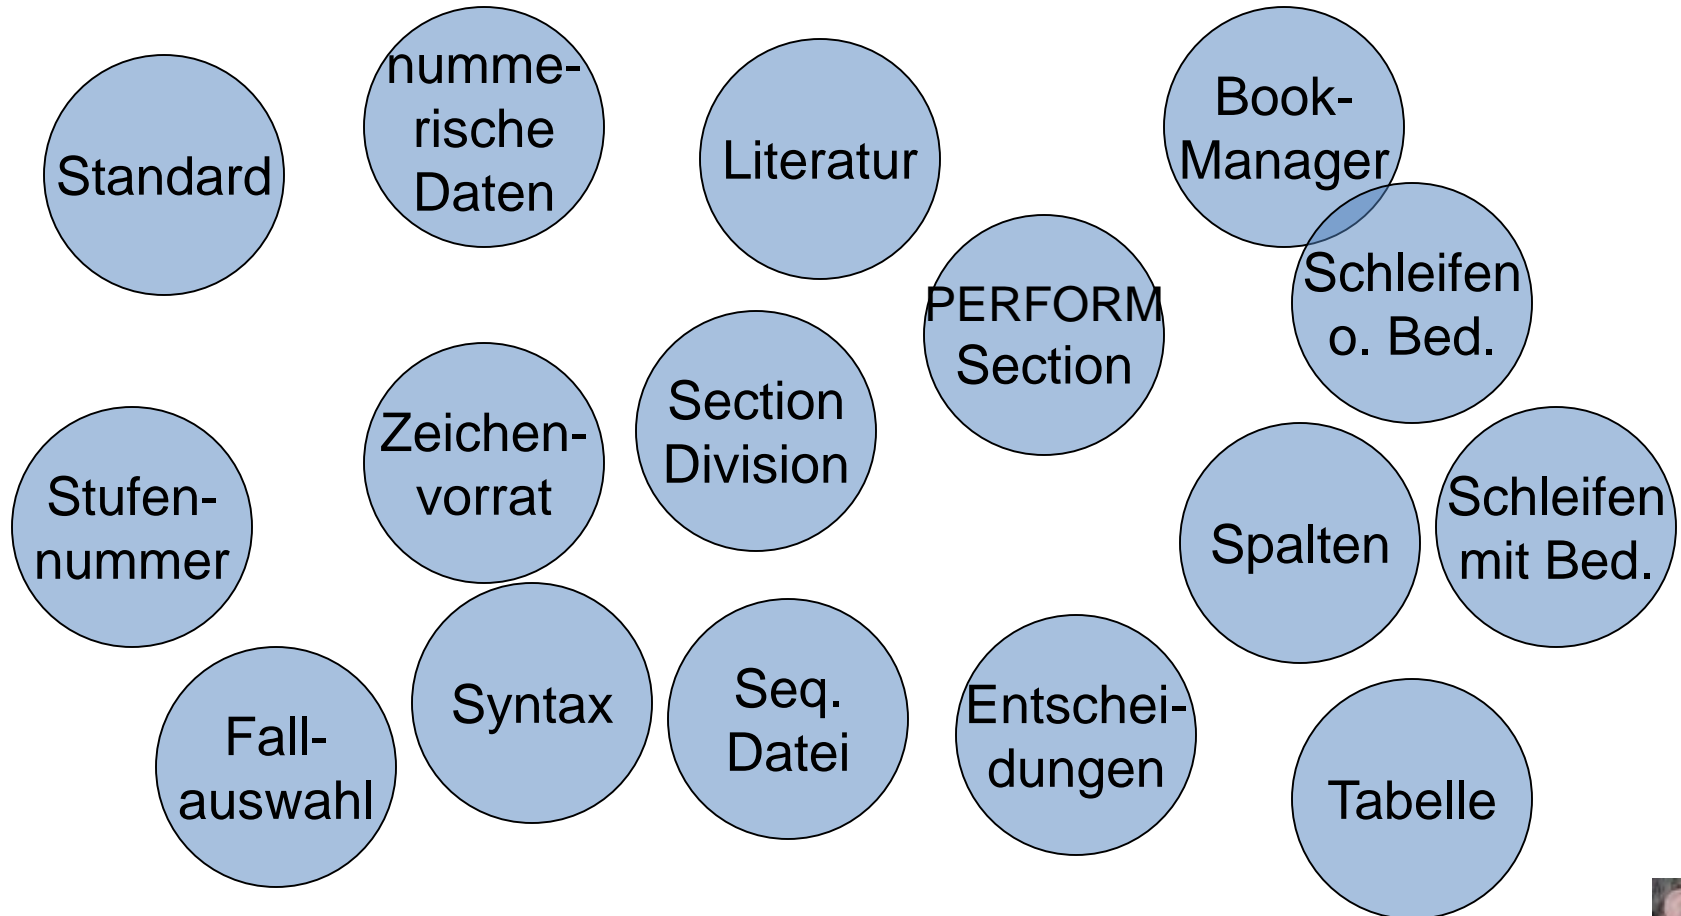 Standard
numme-
rische
Daten
Literatur
Book-
Manager
PERFORM
Section
Schleifen
o. Bed.
Stufen-
nummer
Zeichen-
vorrat
Section
Division
Spalten
Schleifen
mit Bed.
Fall-
auswahl
Syntax
Seq.
Datei
Entschei-
dungen
Tabelle